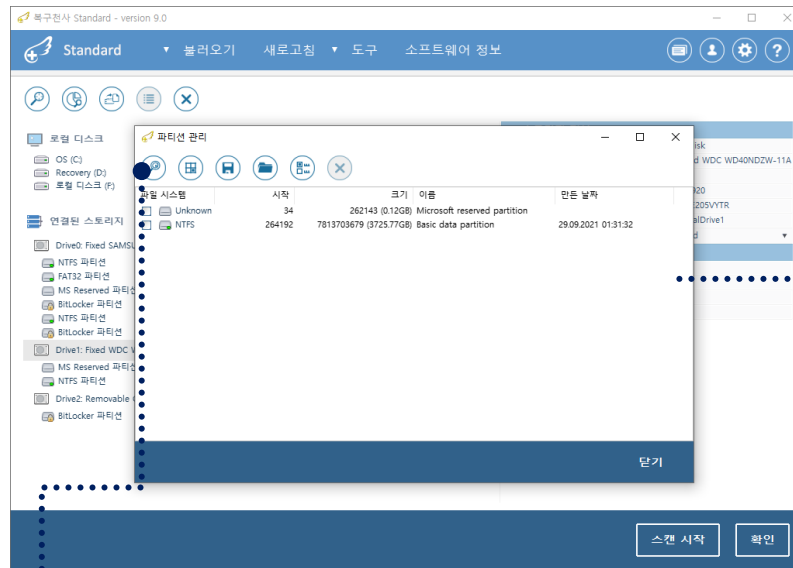 복구천사 Standard - version 9.0
Standard ▼ 불러오기 새로고침 ▼ 도구 소프트웨어 정보
로컬 디스크
OS (C:)
Recovery (D:)
로컬 디스크 (F:)
연결된 스토리지
Drive0: Fixed SAMSU
NTFS 파티션
FAT32 파티션
MS Reserved 파티션
BitLocker 파티션
NTFS 파티션
BitLocker 파티션
Drive1: Fixed WDC
MS Reserved 파티션
NTFS 파티션
Drive2: Removable
BitLocker 파티션
파티션 관리
파일 시스템 시작 크기 이름 만든 날짜
Unknown 34 262143 (0.12GB) Microsoft reserved partition
NTFS 264192 7813703679 (3725.77GB) Basic data partition 29.09.2021 01:31:32
닫기
isk
d WDC WD40NDZW-11A
920
205VYTR
alDrive1
d
스캔 시작 확인